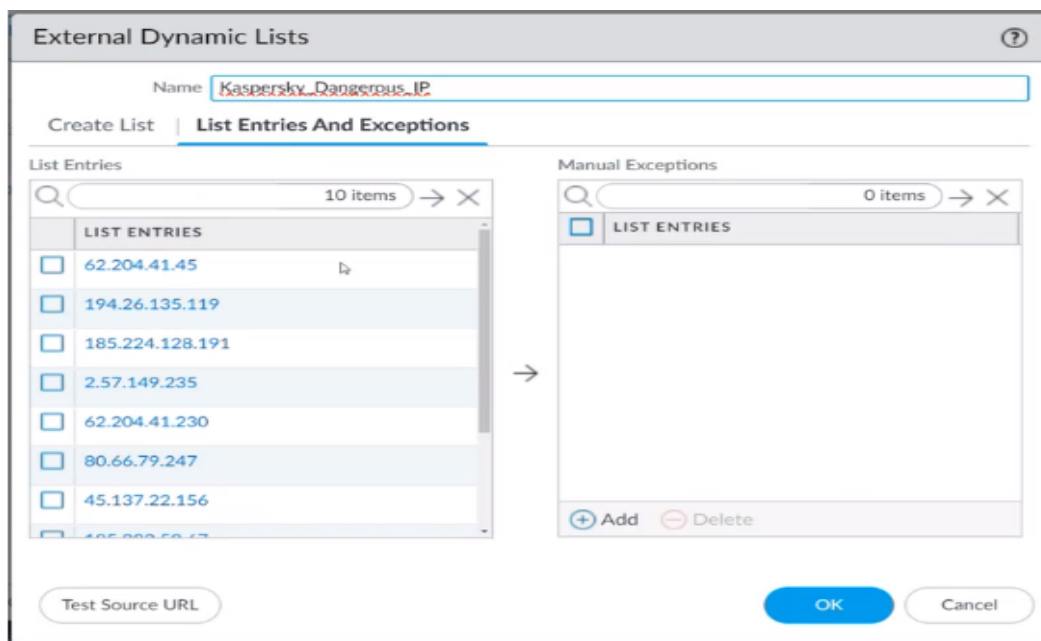 External Dynamic Lists
Name Kaspersky_Dangerous_IP
Create List | List Entries And Exceptions
List Entries
10 items
LIST ENTRIES
62.204.41.45
194.26.135.119
185.224.128.191
2.57.149.235
62.204.41.230
80.66.79.247
45.137.22.156
Manual Exceptions
0 items
LIST ENTRIES
Add Delete
Test Source URL
OK
Cancel